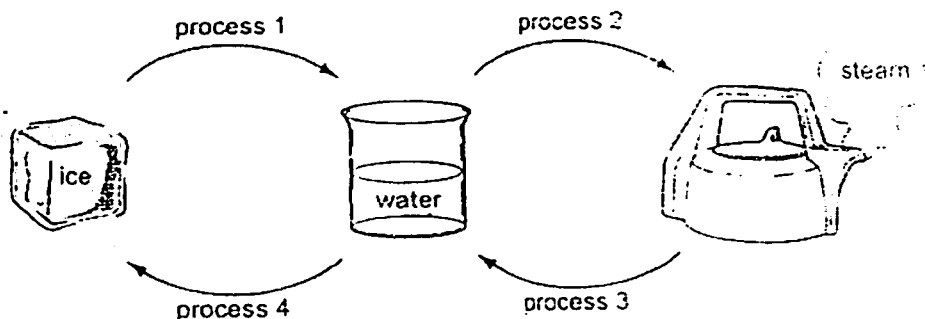 process 1
process 2
steam
ice
water
process 4
process 3